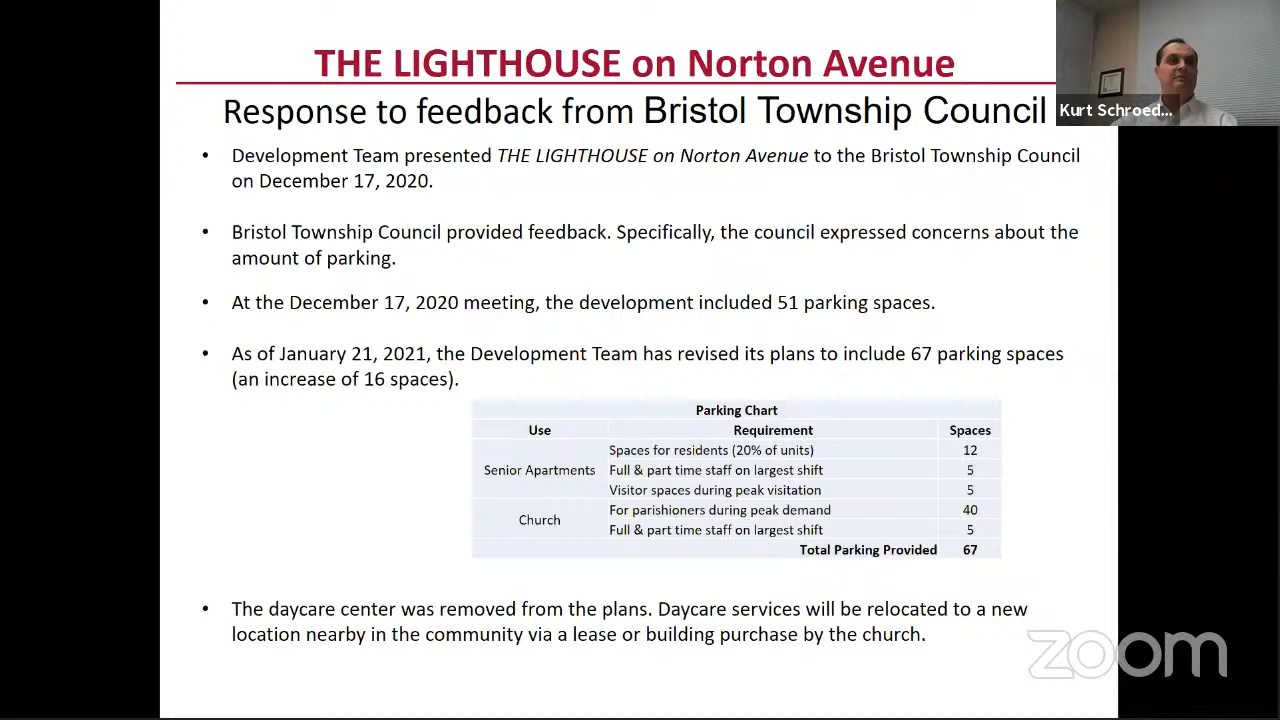 THE LIGHTHOUSE on Norton Avenue
Response to feedback from Bristol Township Council
Kurt Schroed...
• Development Team presented THE LIGHTHOUSE on Norton Avenue to the Bristol Township Council
on December 17, 2020.
• Bristol Township Council provided feedback. Specifically, the council expressed concerns about the
amount of parking.
• At the December 17, 2020 meeting, the development included 51 parking spaces.
• As of January 21, 2021, the Development Team has revised its plans to include 67 parking spaces
(an increase of 16 spaces).
Parking Chart
Use Requirement Spaces
Senior Apartments
Spaces for residents (20% of units) 12
Full & part time staff on largest shift 5
Visitor spaces during peak visitation 5
Church
For parishioners during peak demand 40
Full & part time staff on largest shift 5
Total Parking Provided 67
• The daycare center was removed from the plans. Daycare services will be relocated to a new
location nearby in the community via a lease or building purchase by the church.
zoom